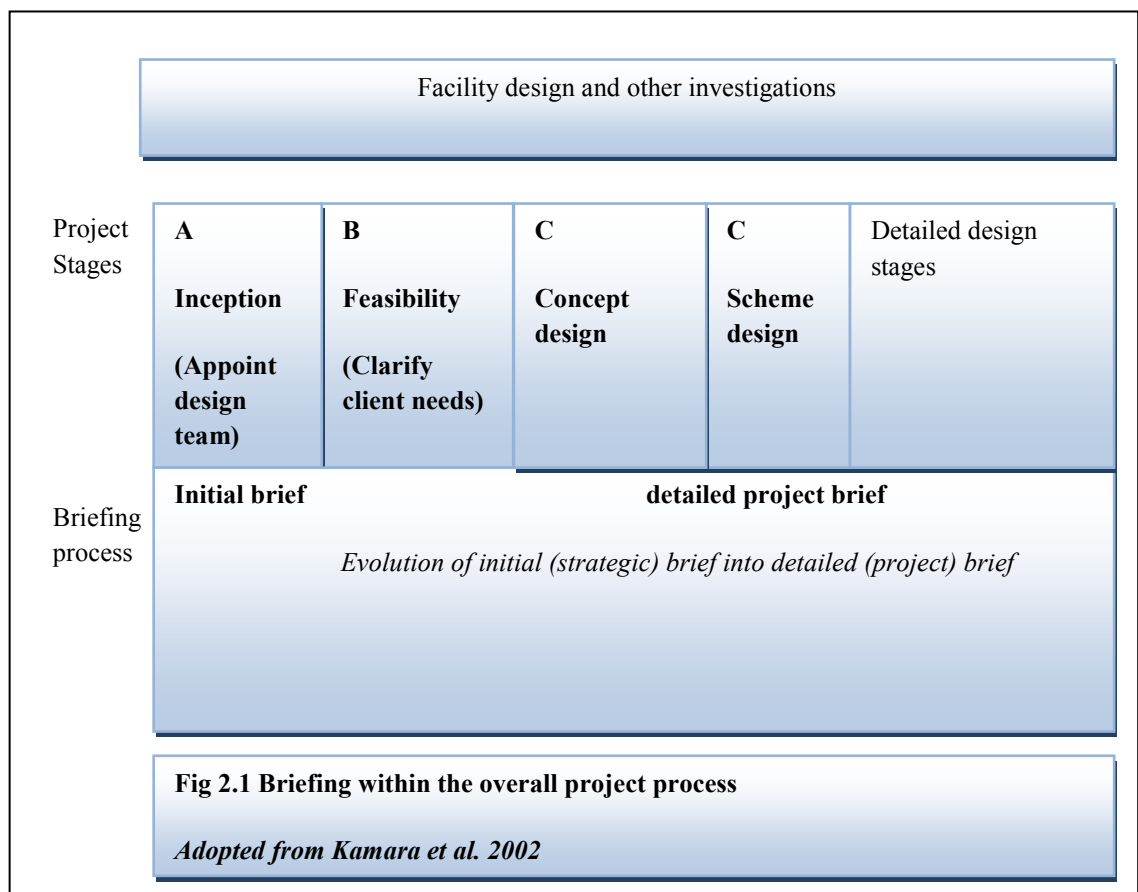 Facility design and other investigations
Project
Stages
A
Inception
(Appoint
design
team)
B
Feasibility
(Clarify
client needs)
C
Concept
design
C
Scheme
design
Detailed design
stages
Briefing
process
Initial brief
detailed project brief
Evolution of initial (strategic) brief into detailed (project) brief
Fig 2.1 Briefing within the overall project process
Adopted from Kamara et al. 2002